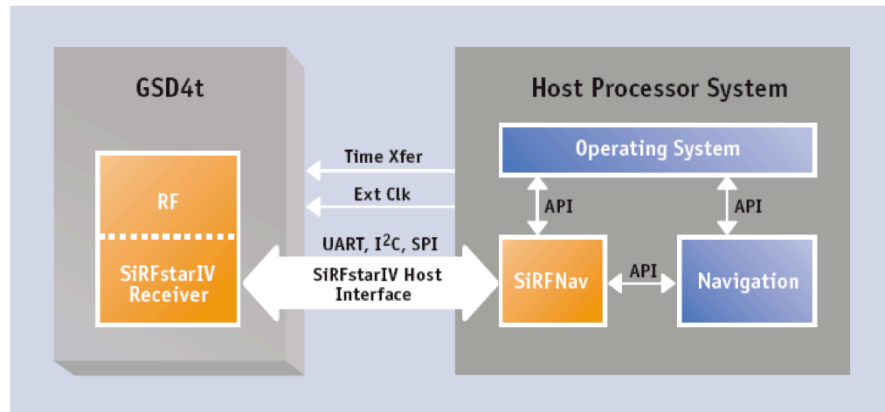 GSD4t
Host Processor System
Operating System
Time Xfer
Ext Clk
API
API
RF
UART, I²C, SPI
SiRFstarIV
Receiver
SiRFstarIV Host
Interface
SiRFNav
API
Navigation